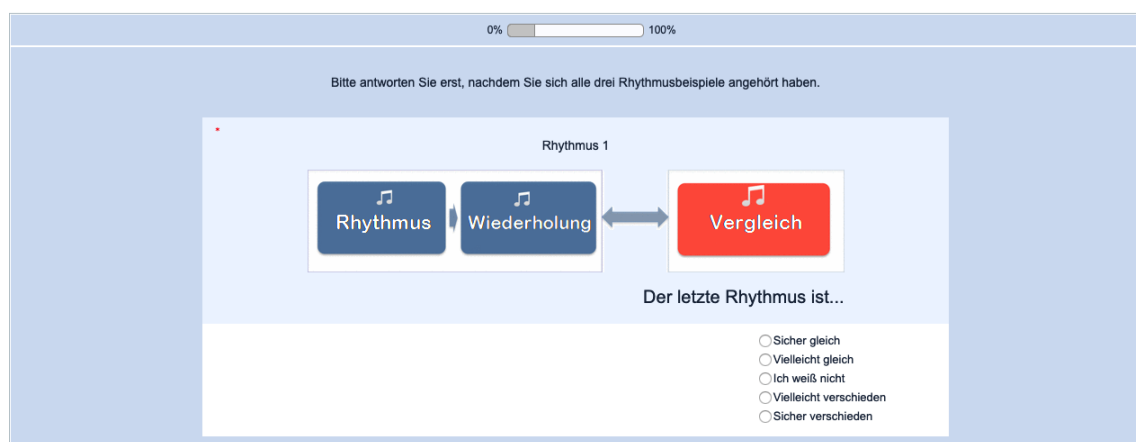 0% 100%
Bitte antworten Sie erst, nachdem Sie sich alle drei Rhythmusbeispiele angehört haben.
*
Rhythmus 1
Rhythmus Wiederholung Vergleich
Der letzte Rhythmus ist...
Sicher gleich
Vielleicht gleich
Ich weiß nicht
Vielleicht verschieden
Sicher verschieden